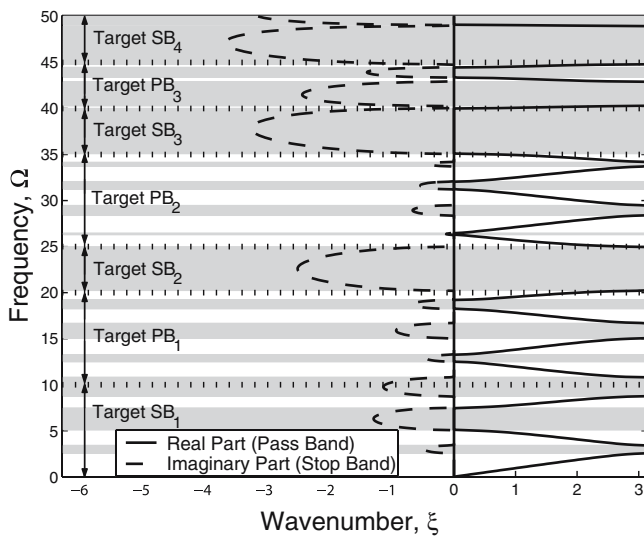 50
45
40
35
30
25
20
15
10
5
0
Frequency, Ω
Target SB4
Target PB3
Target SB3
Target PB2
Target SB2
Target PB1
Target SB1
Real Part (Pass Band)
Imaginary Part (Stop Band)
−6 −5 −4 −3 −2 −1 0 1 2 3
Wavenumber, ξ